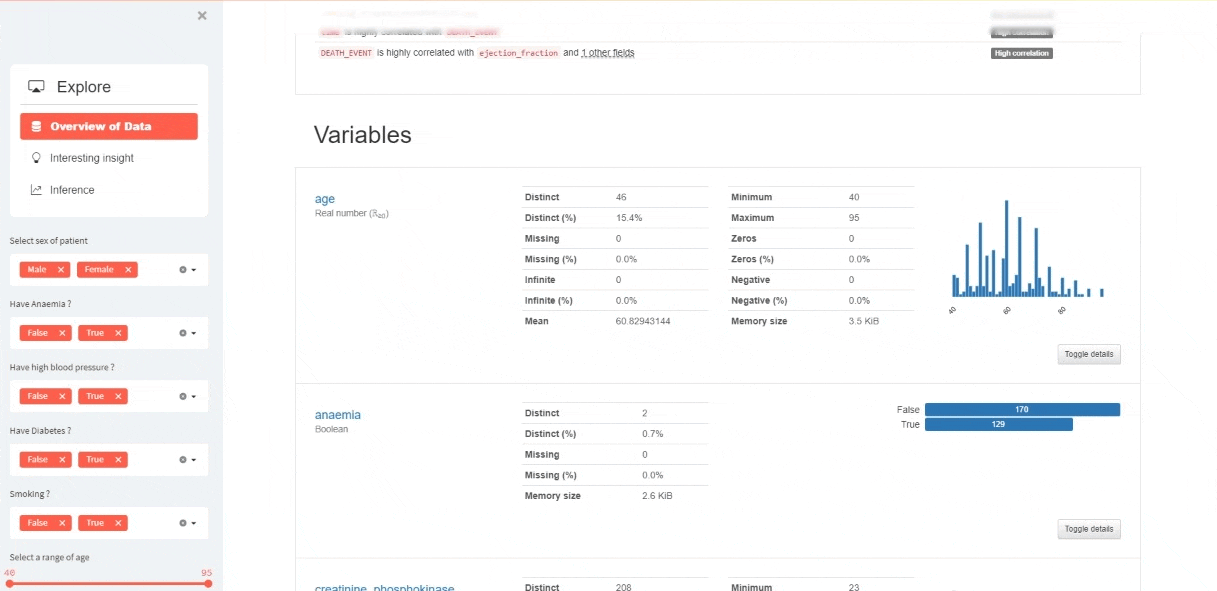 ×
Explore
Overview of Data
Interesting insight
Inference
Select sex of patient
Male × Female ×
Have Anaemia ?
False × True ×
Have high blood pressure ?
False × True ×
Have Diabetes ?
False × True ×
Smoking ?
False × True ×
Select a range of age
40 95
is highly correlated with DEATH_EVENT High correlation
DEATH_EVENT is highly correlated with ejection_fraction and 1 other fields High correlation
Variables
age
Real number (ℝ≥0)
Distinct 46
Distinct (%) 15.4%
Missing 0
Missing (%) 0.0%
Infinite 0
Infinite (%) 0.0%
Mean 60.82943144
Minimum 40
Maximum 95
Zeros 0
Zeros (%) 0.0%
Negative 0
Negative (%) 0.0%
Memory size 3.5 KiB
40 60 80
Toggle details
anaemia
Boolean
Distinct 2
Distinct (%) 0.7%
Missing 0
Missing (%) 0.0%
Memory size 2.6 KiB
False 170
True 129
Toggle details
creatinine_phosphokinase
Distinct 208
Minimum 23